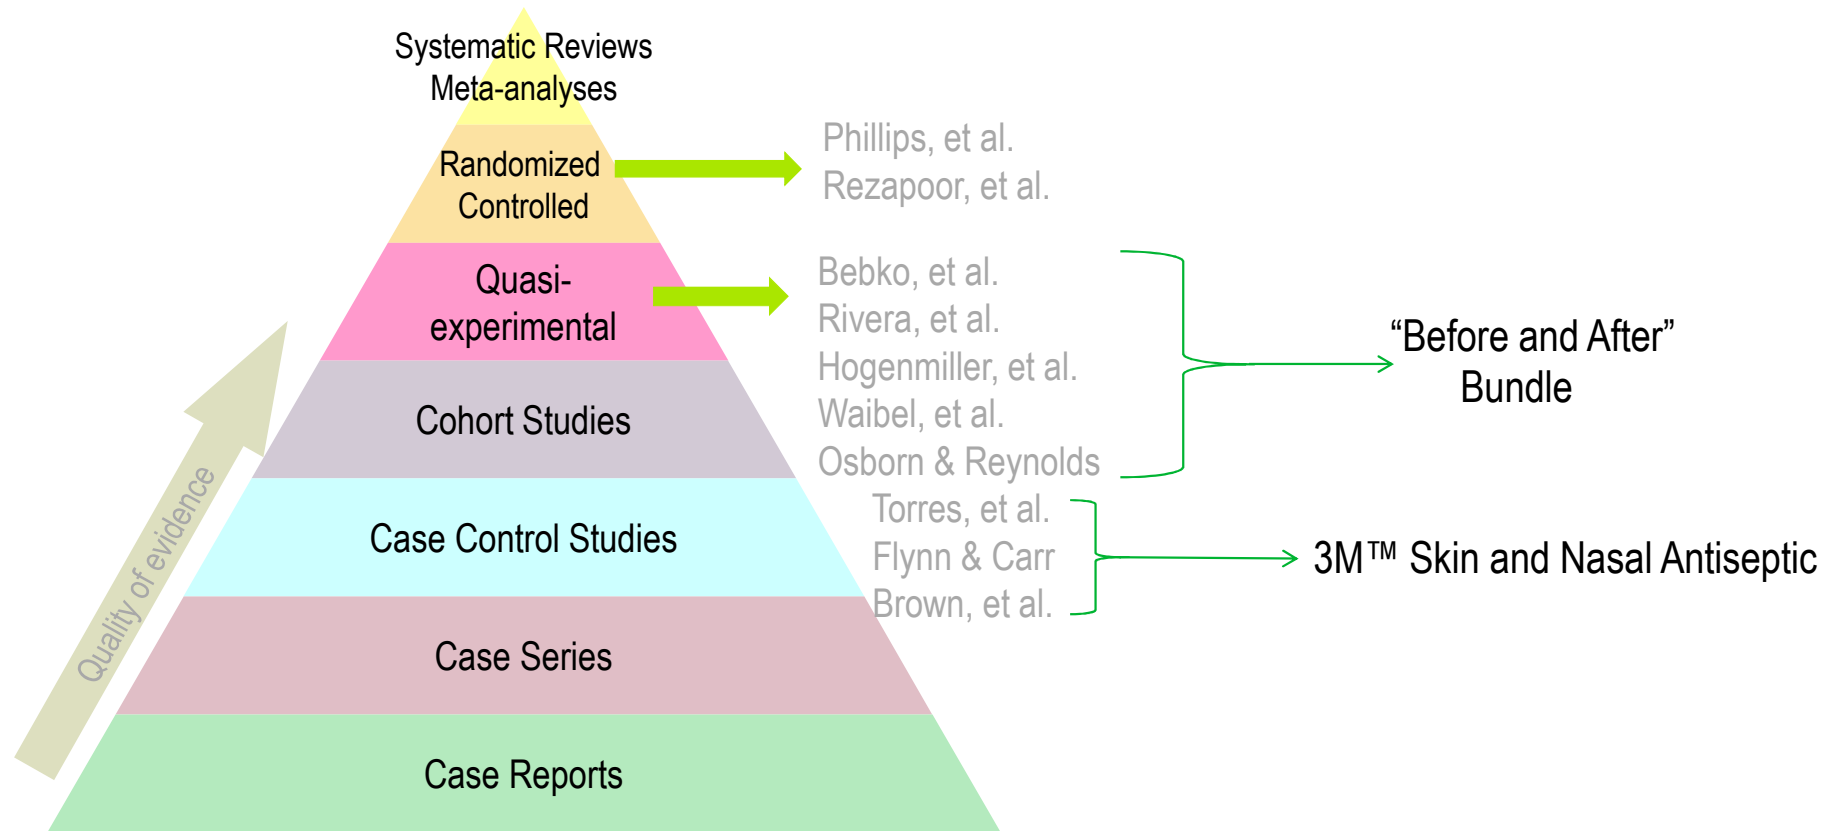 Systematic Reviews
Meta-analyses
Randomized
Controlled
Phillips, et al.
Rezapoor, et al.
Quasi-
experimental
Bebko, et al.
Rivera, et al.
Hogenmiller, et al.
Waibel, et al.
Osborn & Reynolds
“Before and After”
Bundle
Cohort Studies
Torres, et al.
Flynn & Carr
Brown, et al.
3M™ Skin and Nasal Antiseptic
Case Control Studies
Case Series
Case Reports
Quality of evidence